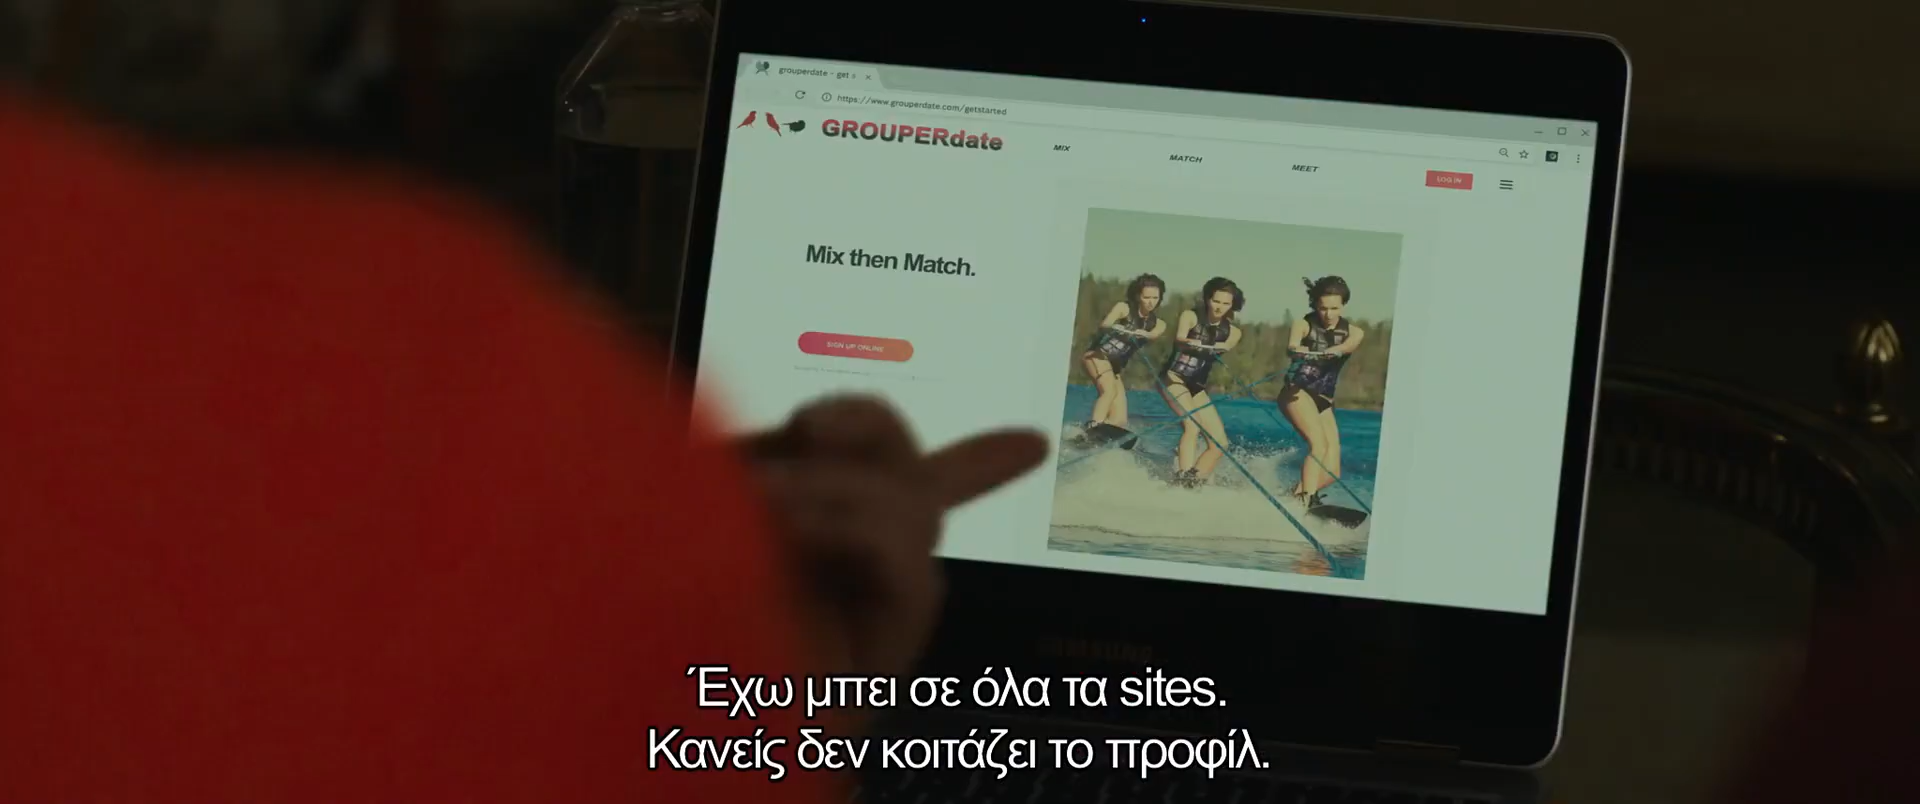 grouperdate - get s
https://www.grouperdate.com/getstarted
GROUPERdate
MIX
MATCH
MEET
LOG IN
Mix then Match.
SIGN UP ONLINE
SAMSUNG
Έχω μπει σε όλα τα sites.
Κανείς δεν κοιτάζει το προφίλ.